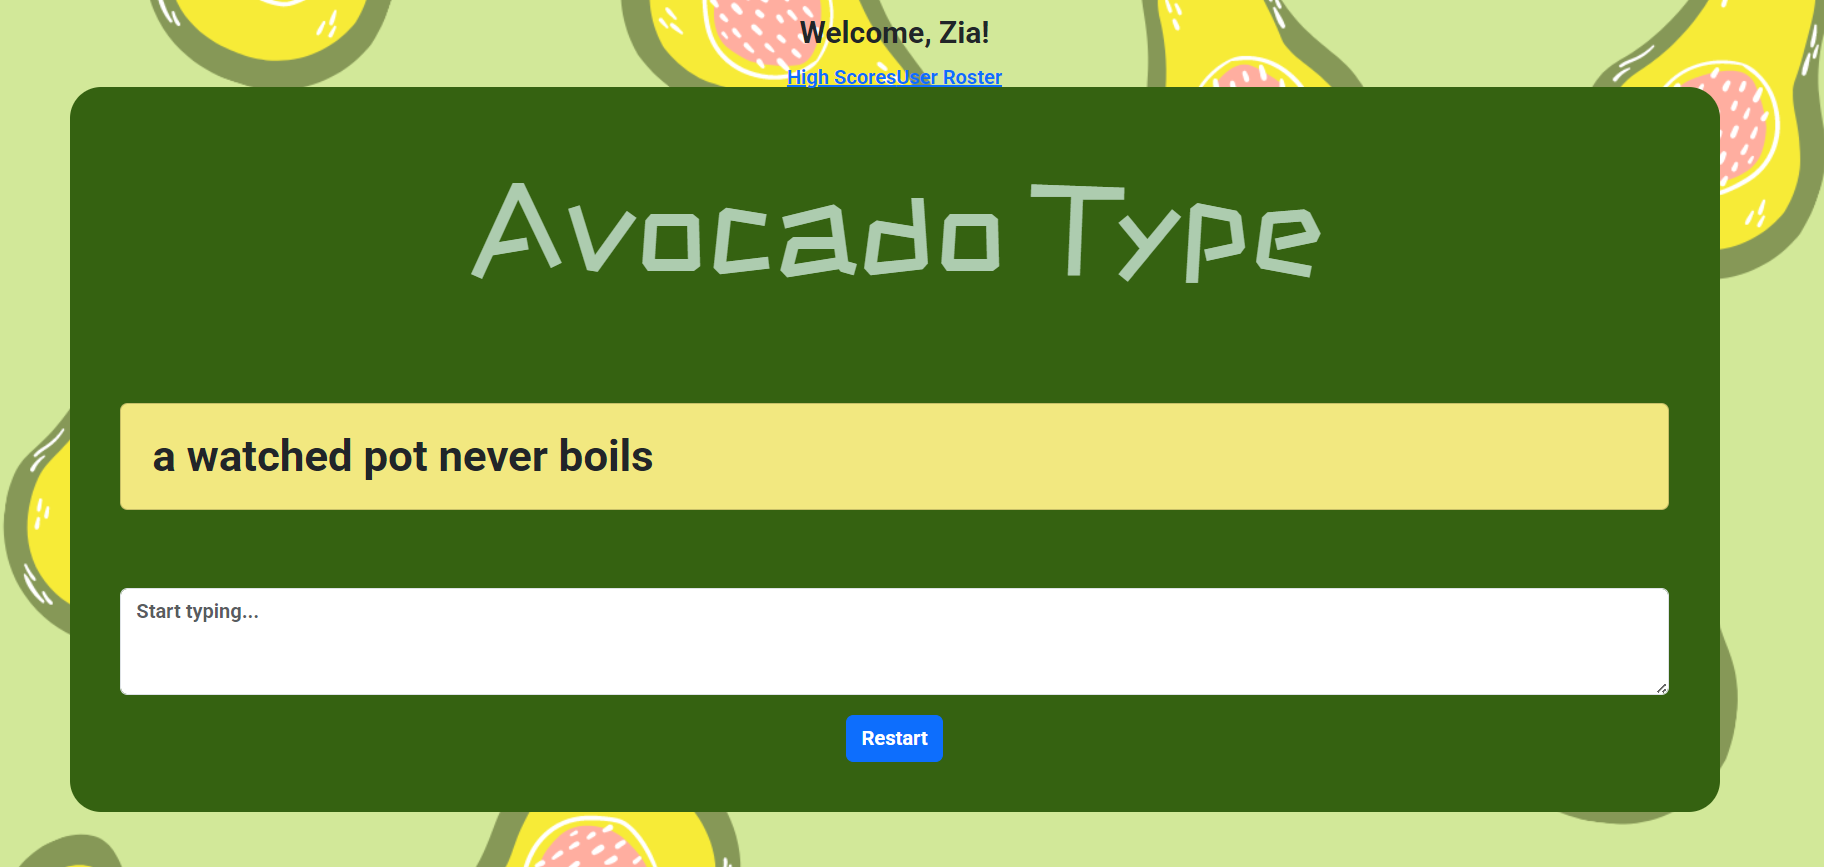 Welcome, Zia!
High ScoresUser Roster
Avocado Type
a watched pot never boils
Start typing...
Restart